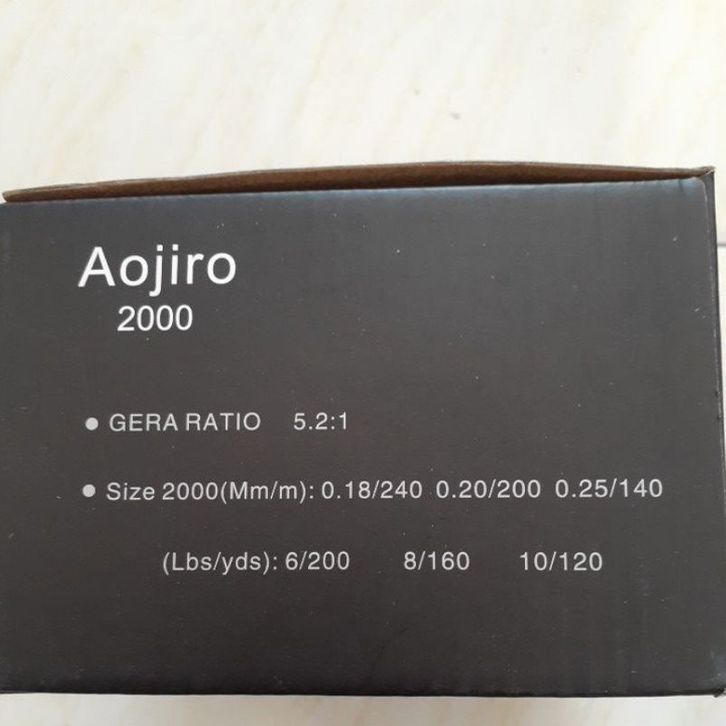 Aojiro
2000
● GERA RATIO 5.2:1
● Size 2000(Mm/m): 0.18/240 0.20/200 0.25/140
(Lbs/yds): 6/200 8/160 10/120